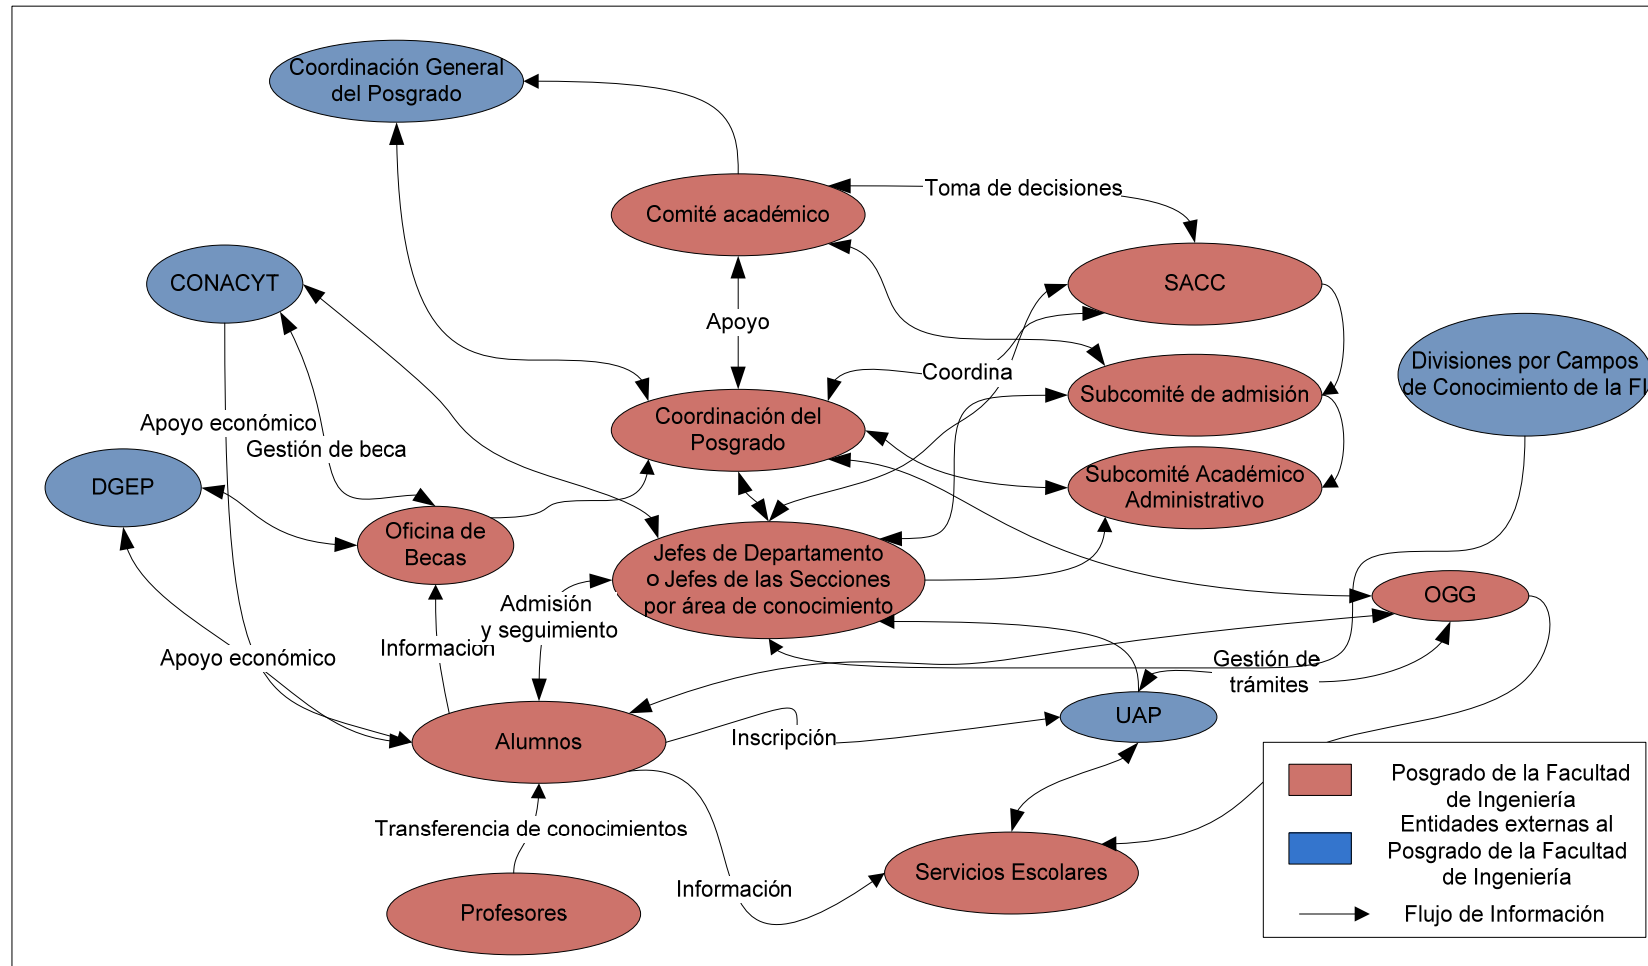 Coordinación General
del Posgrado
Comité académico
Toma de decisiones
CONACYT
SACC
Apoyo
Divisiones por Campos
de Conocimiento de la FI
Coordina
Subcomité de admisión
Apoyo económico
Gestión de beca
Coordinación del
Posgrado
DGEP
Subcomité Académico
Administrativo
Oficina de
Becas
Jefes de Departamento
o Jefes de las Secciones
por área de conocimiento
OGG
Admisión
y seguimiento
Información
Apoyo económico
Gestión de
trámites
UAP
Alumnos
Inscripción
Transferencia de conocimientos
Información
Servicios Escolares
Profesores
Posgrado de la Facultad
de Ingeniería
Entidades externas al
Posgrado de la Facultad
de Ingeniería
Flujo de Información